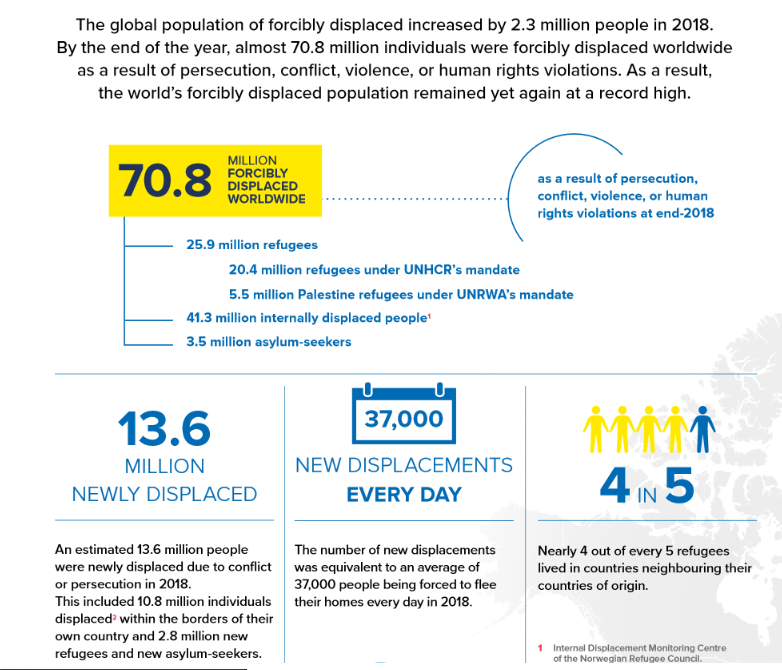 The global population of forcibly displaced increased by 2.3 million people in 2018.
By the end of the year, almost 70.8 million individuals were forcibly displaced worldwide
as a result of persecution, conflict, violence, or human rights violations. As a result,
the world's forcibly displaced population remained yet again at a record high.
70.8
MILLION
FORCIBLY
DISPLACED
WORLDWIDE
as a result of persecution,
conflict, violence, or human
rights violations at end-2018
25.9 million refugees
20.4 million refugees under UNHCR's mandate
5.5 million Palestine refugees under UNRWA's mandate
41.3 million internally displaced people¹
3.5 million asylum-seekers
13.6
MILLION
NEWLY DISPLACED
An estimated 13.6 million people
were newly displaced due to conflict
or persecution in 2018.
This included 10.8 million individuals
displaced² within the borders of their
own country and 2.8 million new
refugees and new asylum-seekers.
37,000
NEW DISPLACEMENTS
EVERY DAY
The number of new displacements
was equivalent to an average of
37,000 people being forced to flee
their homes every day in 2018.
4 IN 5
Nearly 4 out of every 5 refugees
lived in countries neighbouring their
countries of origin.
1 Internal Displacement Monitoring Centre
of the Norwegian Refugee Council.